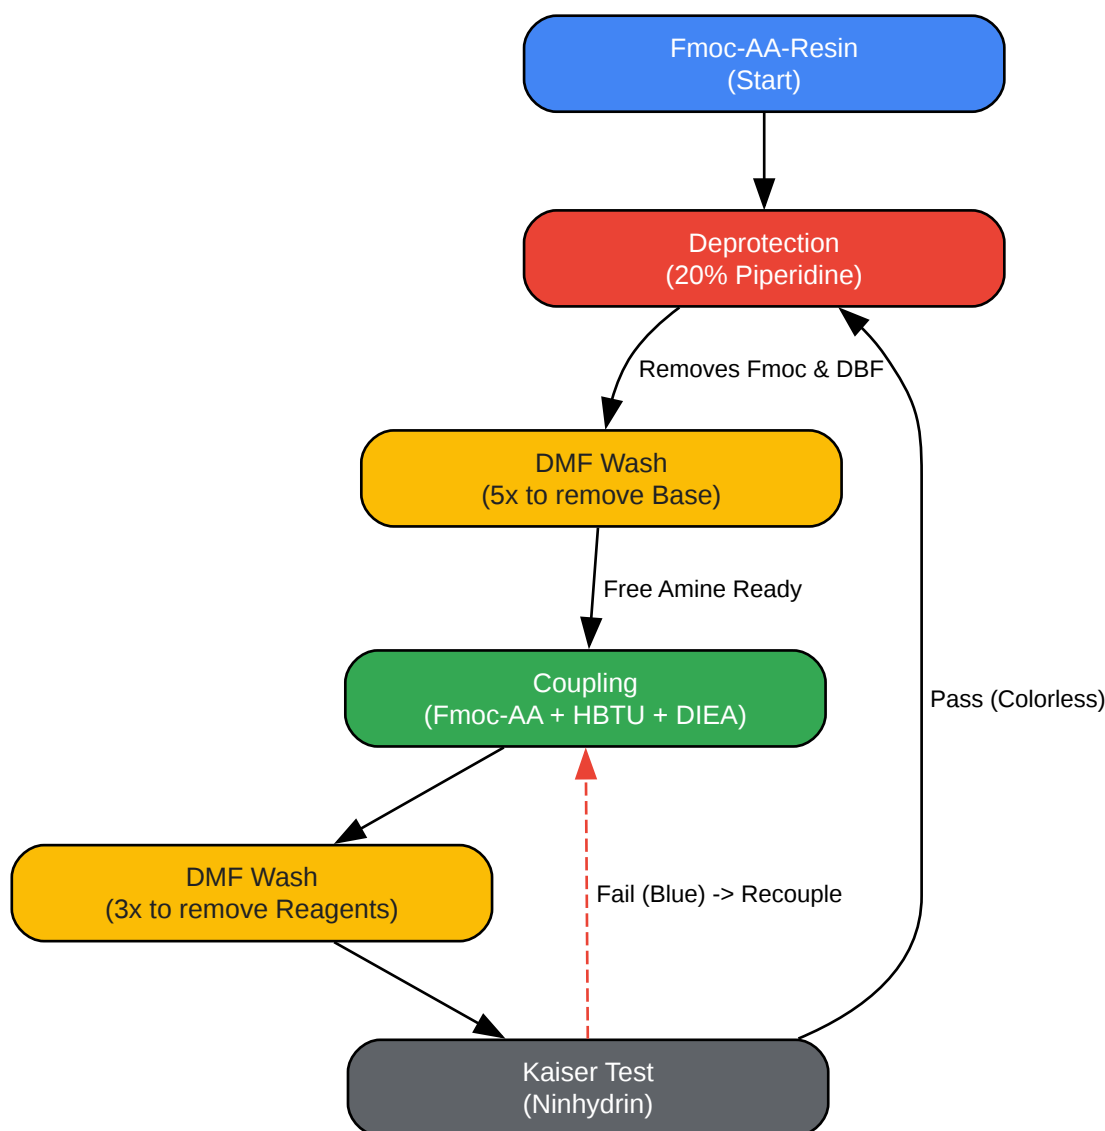 Fmoc-AA-Resin
(Start)
Deprotection
(20% Piperidine)
Removes Fmoc & DBF
DMF Wash
(5x to remove Base)
Free Amine Ready
Coupling
(Fmoc-AA + HBTU + DIEA)
Pass (Colorless)
DMF Wash
(3x to remove Reagents)
Fail (Blue) -> Recouple
Kaiser Test
(Ninhydrin)